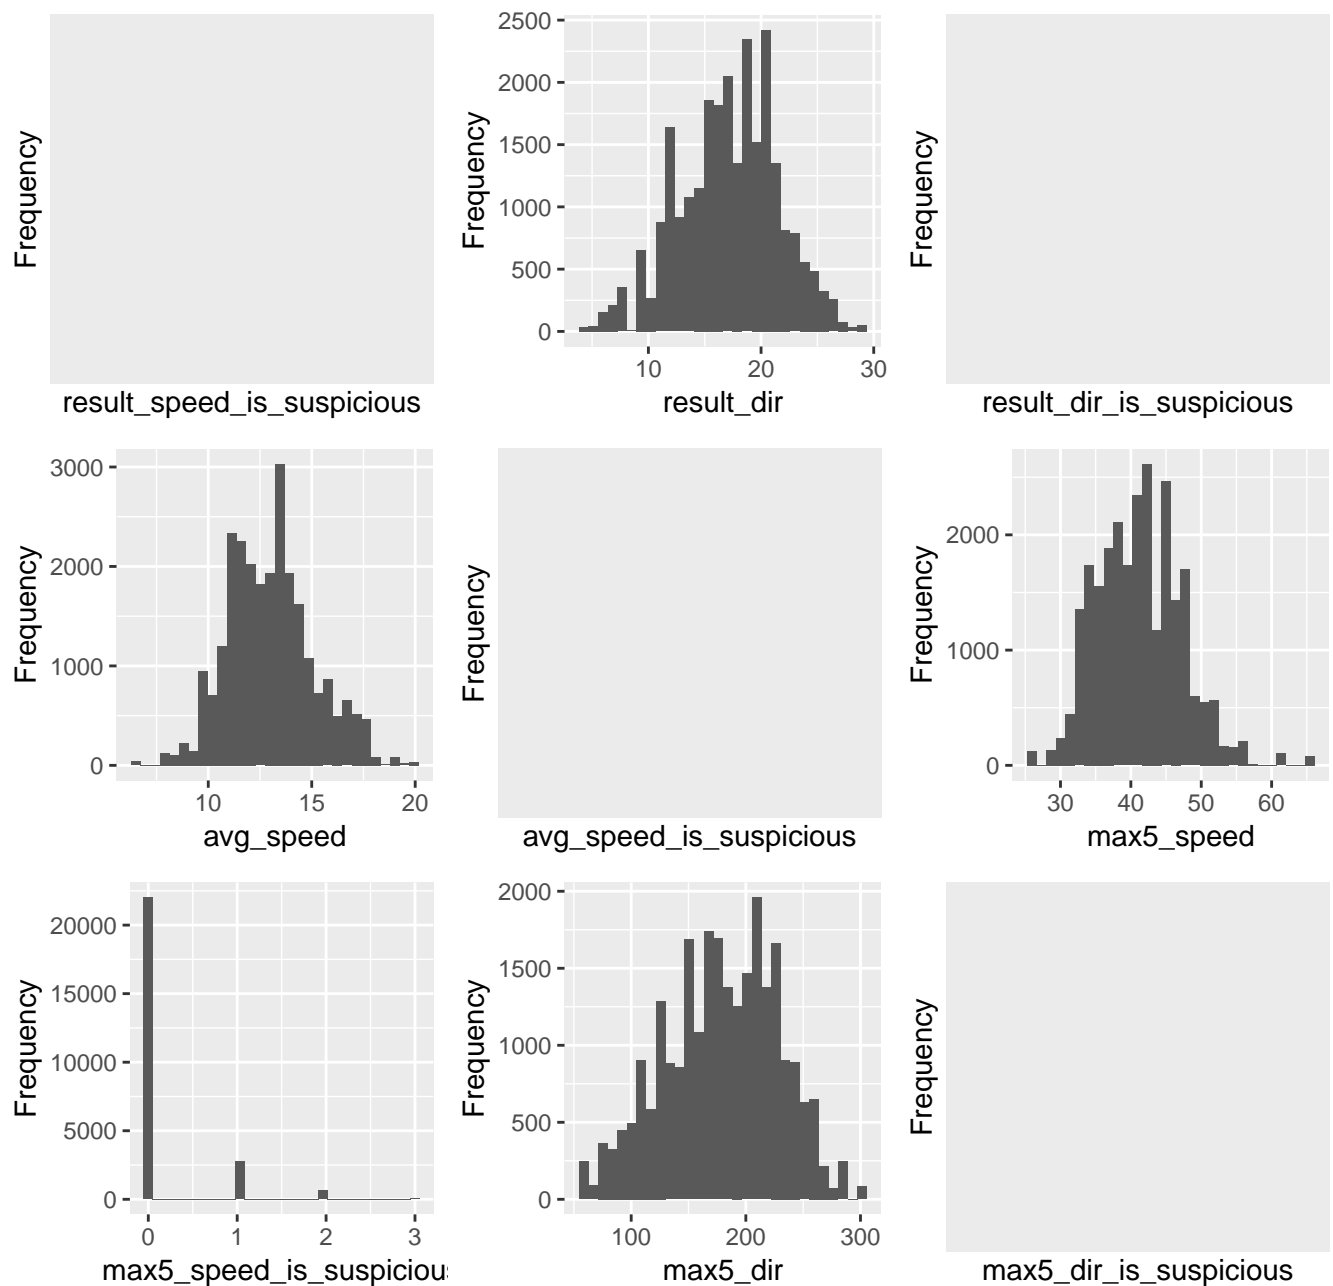 Frequency
result_speed_is_suspicious
2500
2000
1500
1000
500
0
Frequency
10 20 30
result_dir
Frequency
result_dir_is_suspicious
3000
2000
1000
0
Frequency
10 15 20
avg_speed
Frequency
avg_speed_is_suspicious
2000
1000
0
Frequency
30 40 50 60
max5_speed
20000
15000
10000
5000
0
Frequency
0 1 2 3
max5_speed_is_suspicious
2000
1500
1000
500
0
Frequency
100 200 300
max5_dir
Frequency
max5_dir_is_suspicious